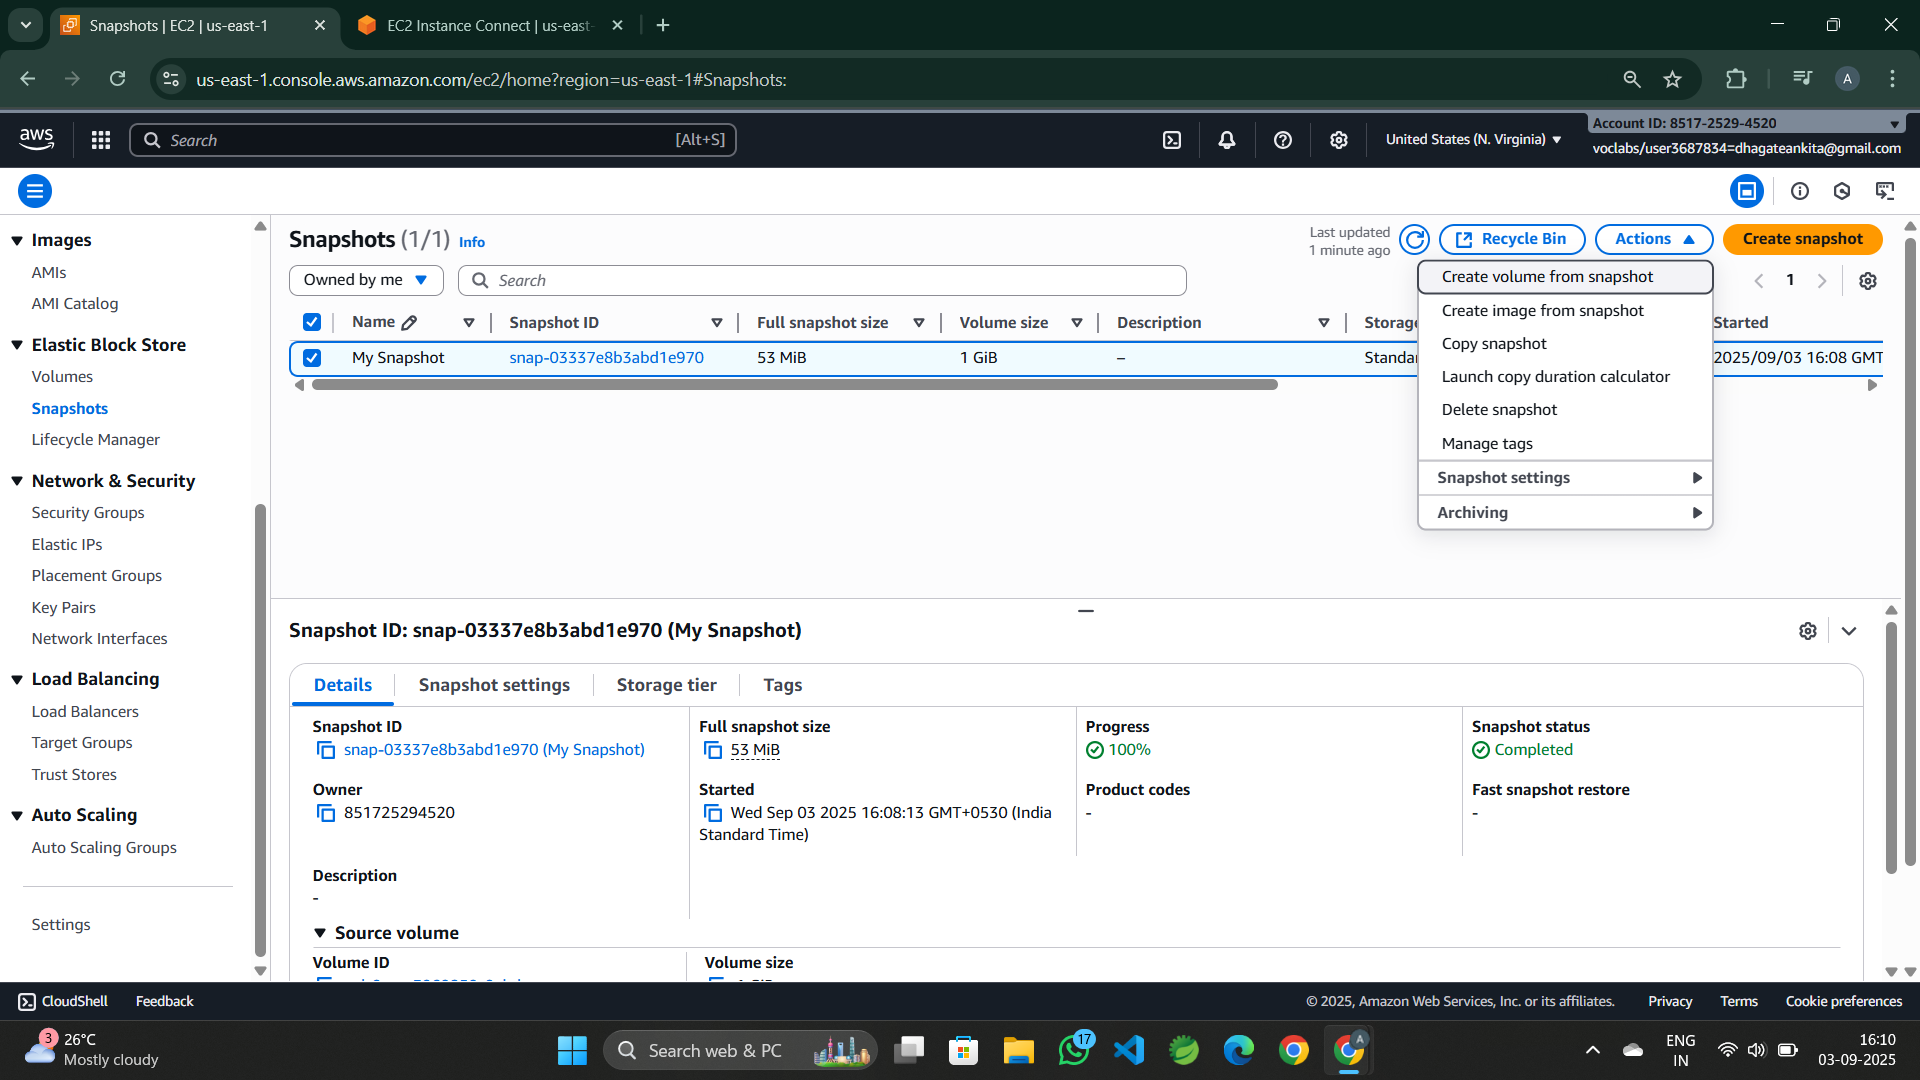 Snapshots | EC2 | us-east-1
EC2 Instance Connect | us-east-
us-east-1.console.aws.amazon.com/ec2/home?region=us-east-1#Snapshots:
A
aws
Search
[Alt+S]
United States (N. Virginia)
Account ID: 8517-2529-4520
voclabs/user3687834=dhagateankita@gmail.com
Images
AMIs
AMI Catalog
Elastic Block Store
Volumes
Snapshots
Lifecycle Manager
Network & Security
Security Groups
Elastic IPs
Placement Groups
Key Pairs
Network Interfaces
Load Balancing
Load Balancers
Target Groups
Trust Stores
Auto Scaling
Auto Scaling Groups
Settings
Snapshots (1/1) Info
Last updated
1 minute ago
Recycle Bin
Actions
Create snapshot
Owned by me
Search
1
Create volume from snapshot
Create image from snapshot
Copy snapshot
Launch copy duration calculator
Delete snapshot
Manage tags
Snapshot settings
Archiving
Name Snapshot ID Full snapshot size Volume size Description Storag Started
My Snapshot snap-03337e8b3abd1e970 53 MiB 1 GiB – Standa 2025/09/03 16:08 GMT
Snapshot ID: snap-03337e8b3abd1e970 (My Snapshot)
Details Snapshot settings Storage tier Tags
Snapshot ID
snap-03337e8b3abd1e970 (My Snapshot)
Full snapshot size
53 MiB
Progress
100%
Snapshot status
Completed
Owner
851725294520
Started
Wed Sep 03 2025 16:08:13 GMT+0530 (India
Standard Time)
Product codes
-
Fast snapshot restore
-
Description
-
Source volume
Volume ID
Volume size
CloudShell Feedback
© 2025, Amazon Web Services, Inc. or its affiliates. Privacy Terms Cookie preferences
3
26°C
Mostly cloudy
Search web & PC
17
A
ENG
IN
16:10
03-09-2025